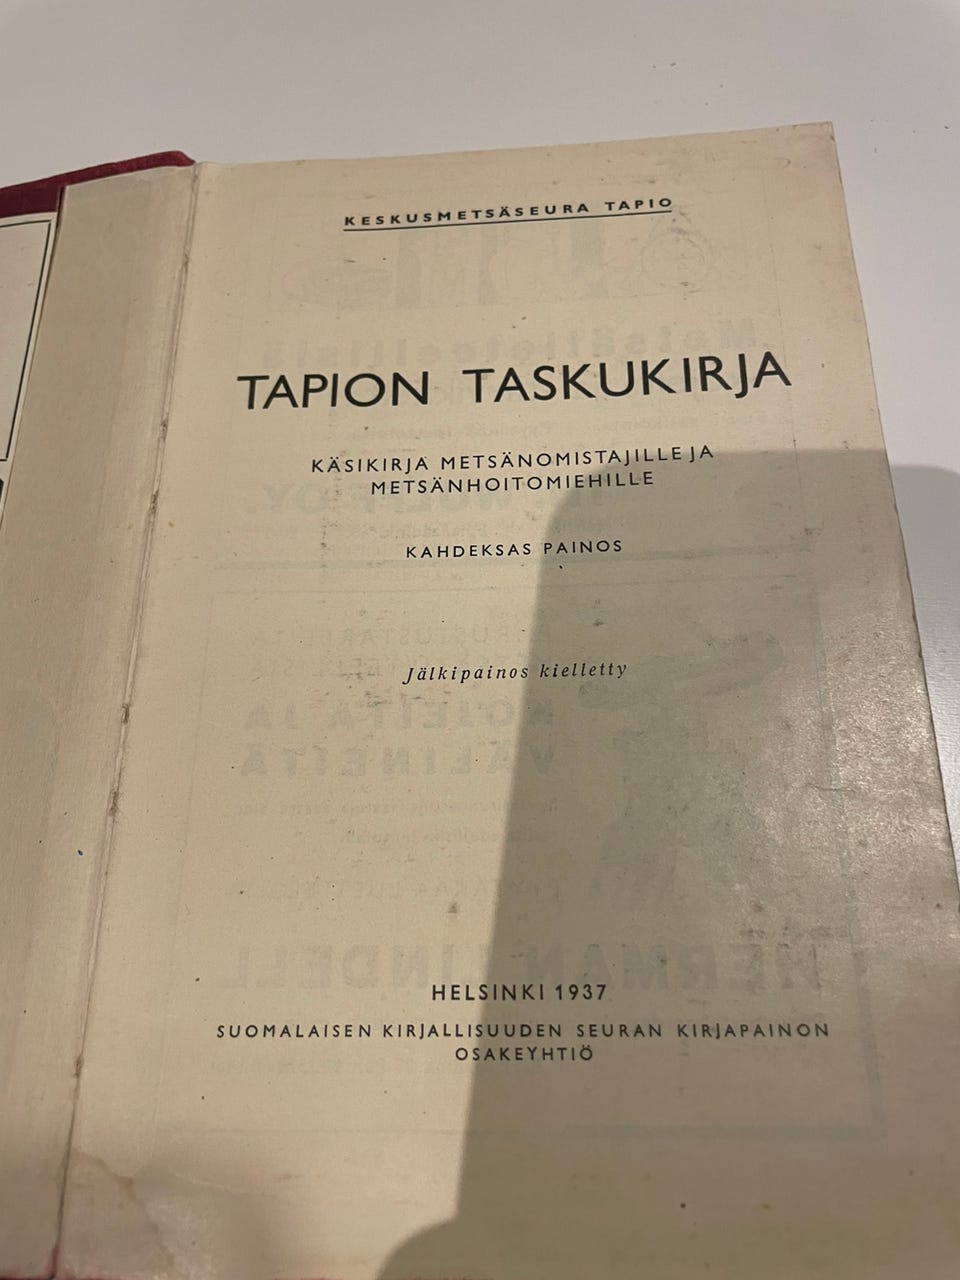 KESKUSMETSÄSEURA TAPIO
TAPION TASKUKIRJA
KÄSIKIRJA METSÄNOMISTAJILLE JA
METSÄNHOITOMIEHILLE
KAHDEKSAS PAINOS
Jälkipainos kielletty
HELSINKI 1937
SUOMALAISEN KIRJALLISUUDEN SEURAN KIRJAPAINON
OSAKEYHTIÖ